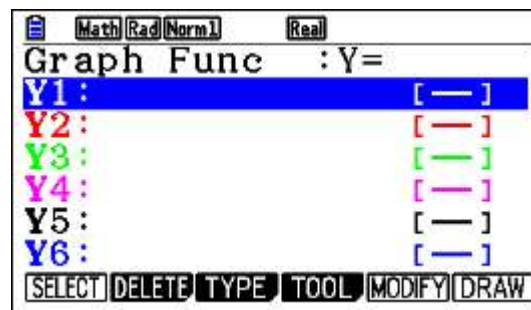 Math Rad Norm1 Real
Graph Func :Y=
Y1: [—]
Y2: [—]
Y3: [—]
Y4: [—]
Y5: [—]
Y6: [—]
SELECT DELETE TYPE TOOL MODIFY DRAW